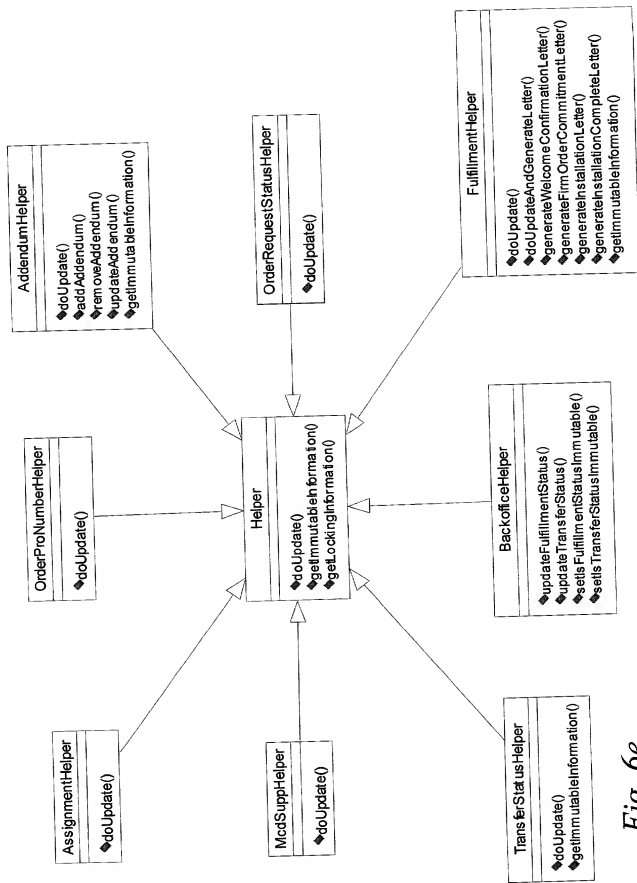 AssignmentHelper
doUpdate()
OrderProNumberHelper
doUpdate()
AddendumHelper
doUpdate()
addAddendum()
removeAddendum()
updateAddendum()
getImmutableInformation()
McdSuppHelper
doUpdate()
Helper
doUpdate()
getImmutableInformation()
getLockingInformation()
OrderRequestStatusHelper
doUpdate()
TransferStatusHelper
doUpdate()
getImmutableInformation()
BackofficeHelper
updateFulfillmentStatus()
updateTransferStatus()
setIsFulfillmentStatusImmutable()
setIsTransferStatusImmutable()
FulfillmentHelper
doUpdate()
doUpdateAndGenerateLetter()
generateWelcomeConfirmationLetter()
generateFirmOrderCommitmentLetter()
generateInstallationLetter()
generateInstallationCompleteLetter()
getImmutableInformation()
Fig. 6e